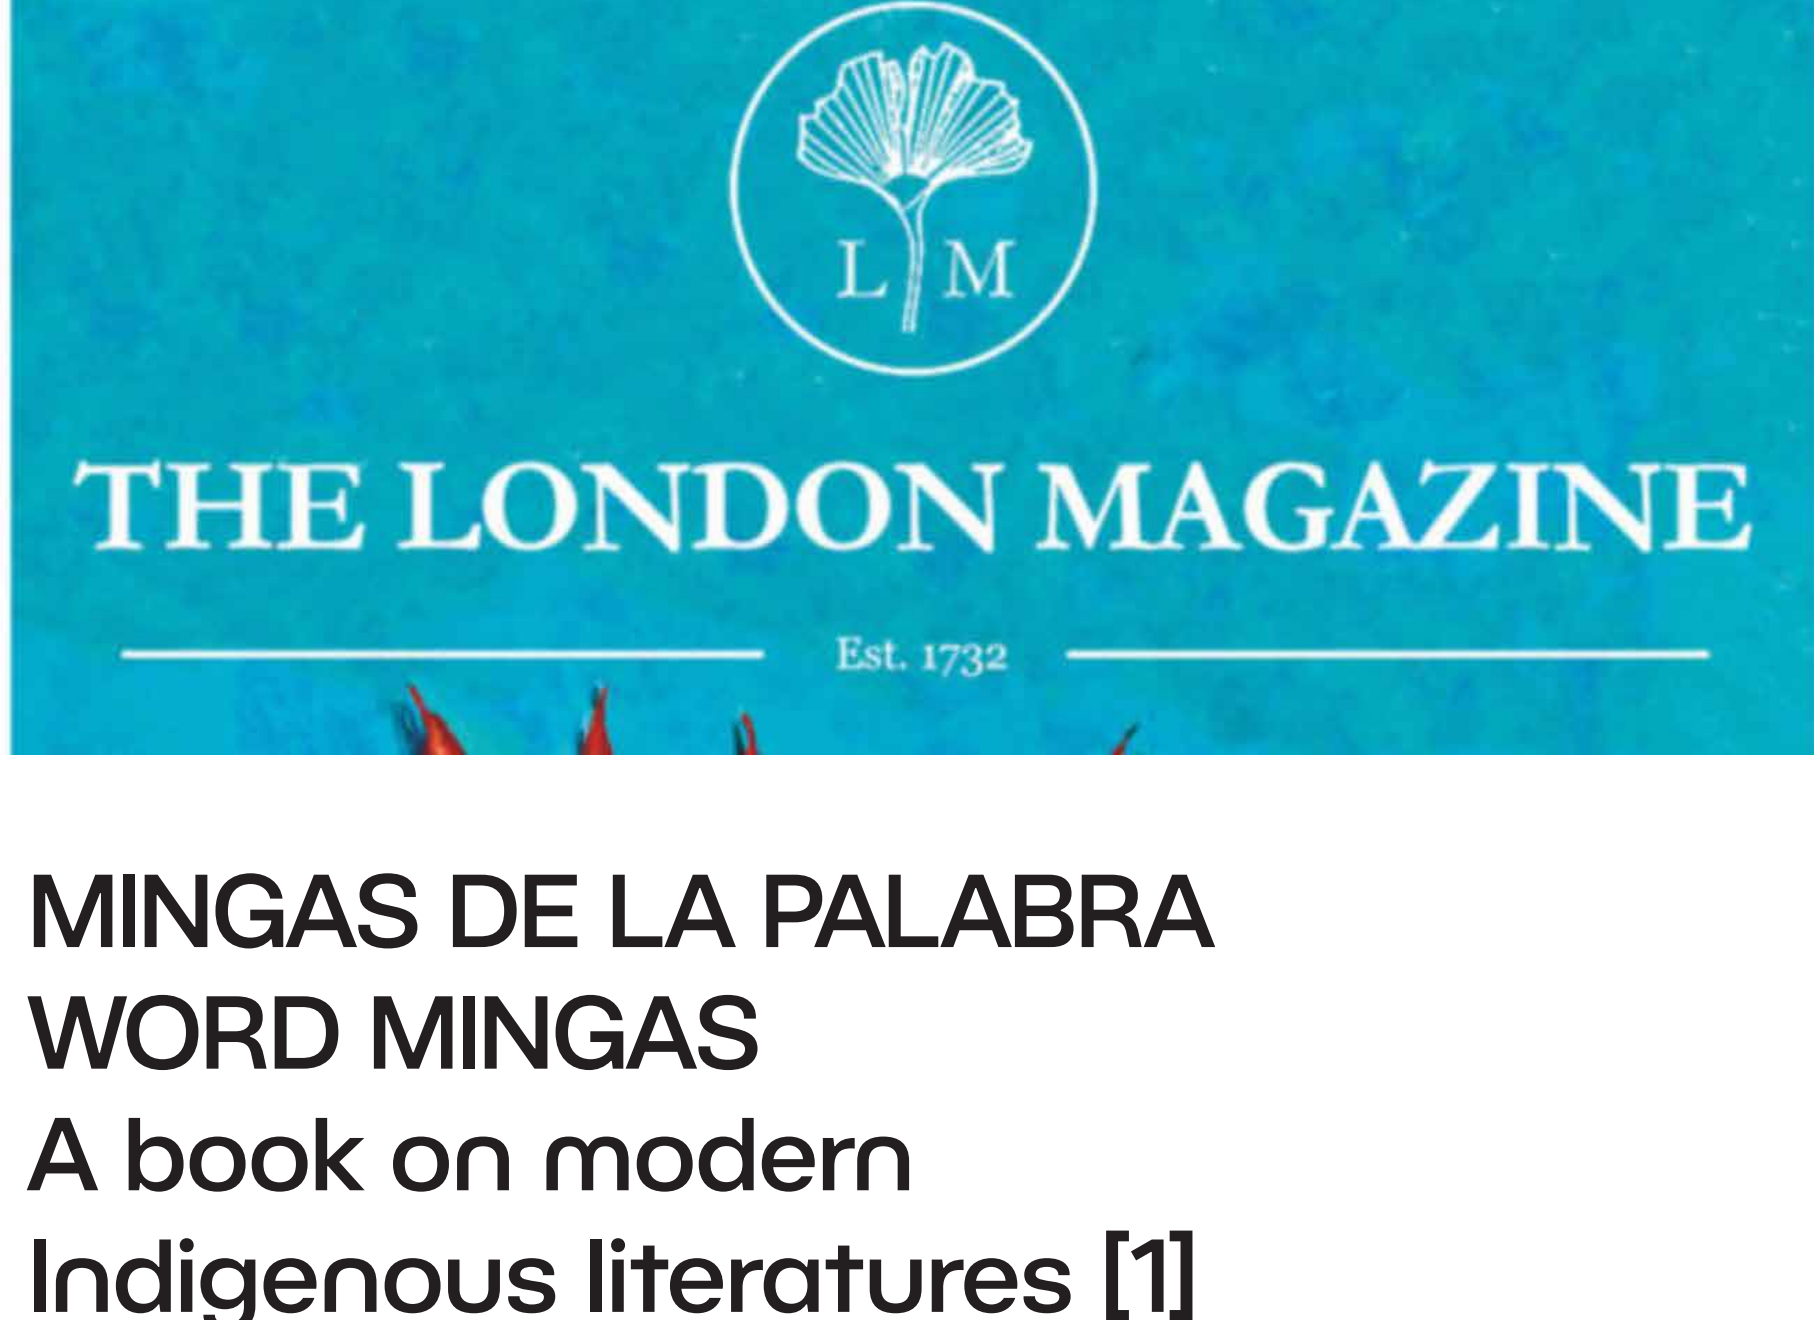 L M
THE LONDON MAGAZINE
Est. 1732
MINGAS DE LA PALABRA
WORD MINGAS
A book on modern
Indigenous literatures [1]